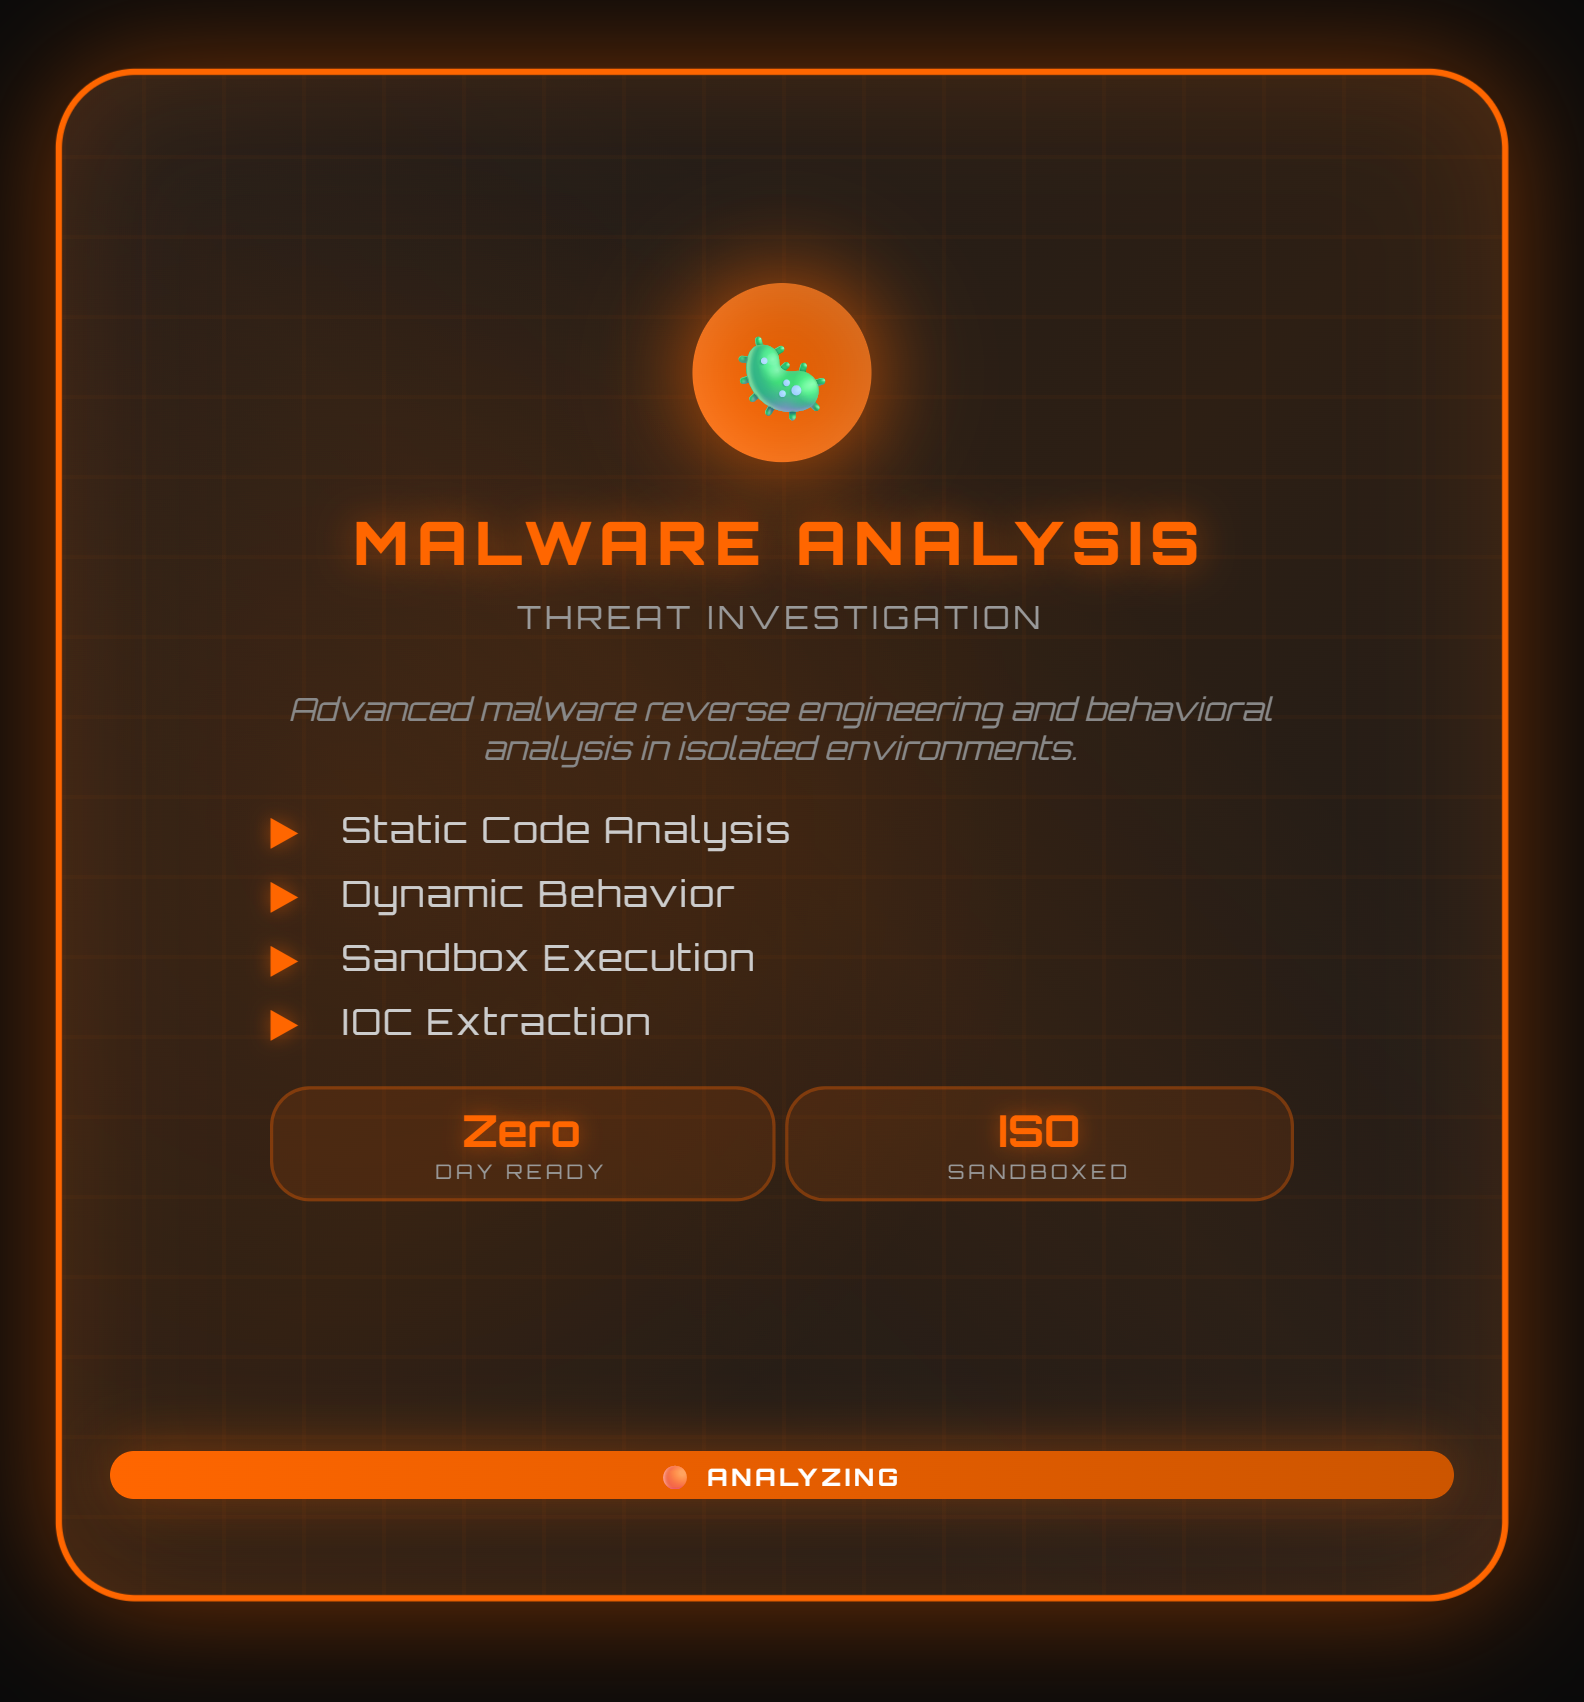 MALWARE ANALYSIS
THREAT INVESTIGATION
Advanced malware reverse engineering and behavioral
analysis in isolated environments.
Static Code Analysis
Dynamic Behavior
Sandbox Execution
IOC Extraction
Zero
DAY READY
ISO
SANDBOXED
ANALYZING